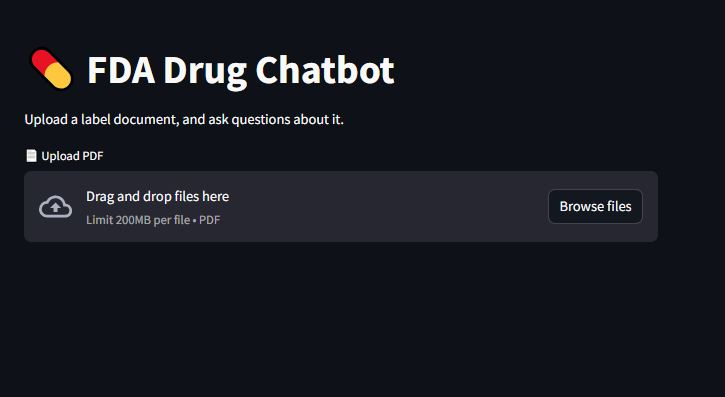 FDA Drug Chatbot
Upload a label document, and ask questions about it.
Upload PDF
Drag and drop files here
Limit 200MB per file • PDF
Browse files